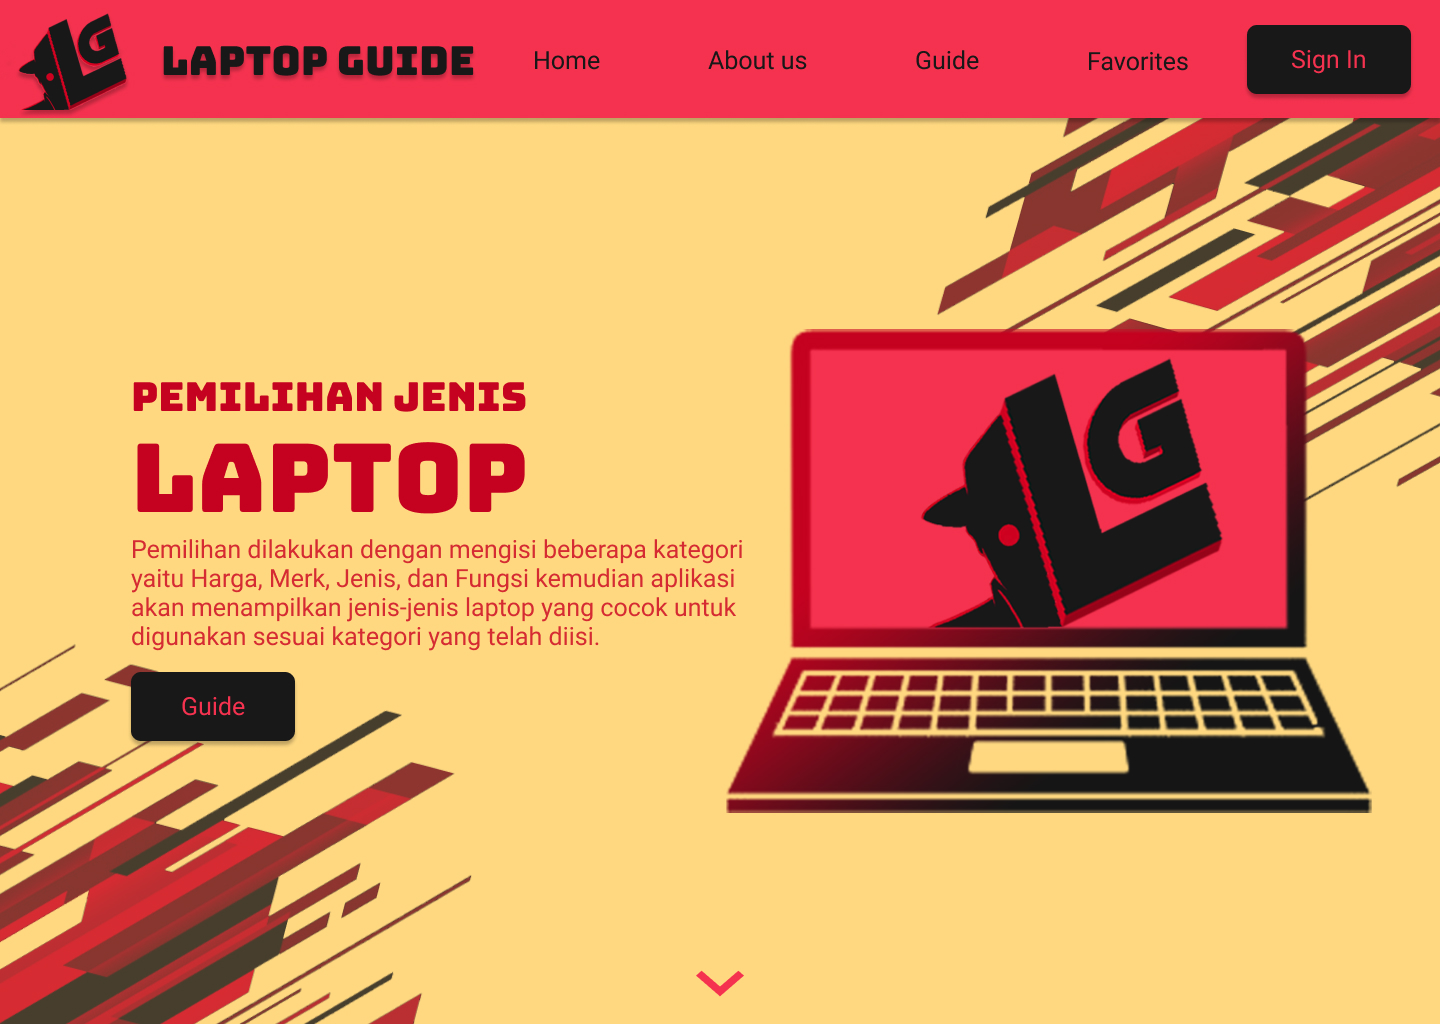 LG
LAPTOP GUIDE
Home
About us
Guide
Favorites
Sign In
PEMILIHAN JENIS
LAPTOP
Pemilihan dilakukan dengan mengisi beberapa kategori
yaitu Harga, Merk, Jenis, dan Fungsi kemudian aplikasi
akan menampilkan jenis-jenis laptop yang cocok untuk
digunakan sesuai kategori yang telah diisi.
Guide
LG